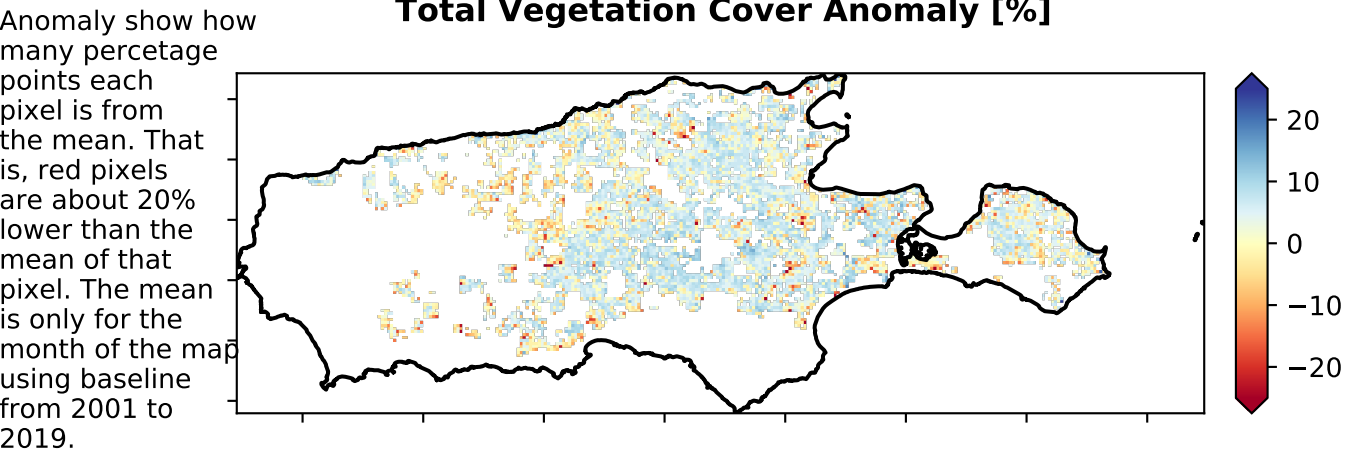 Total Vegetation Cover Anomaly [%]
Anomaly show how
many percetage
points each
pixel is from
the mean. That
is, red pixels
are about 20%
lower than the
mean of that
pixel. The mean
is only for the
month of the map
using baseline
from 2001 to
2019.
20
10
0
−10
−20